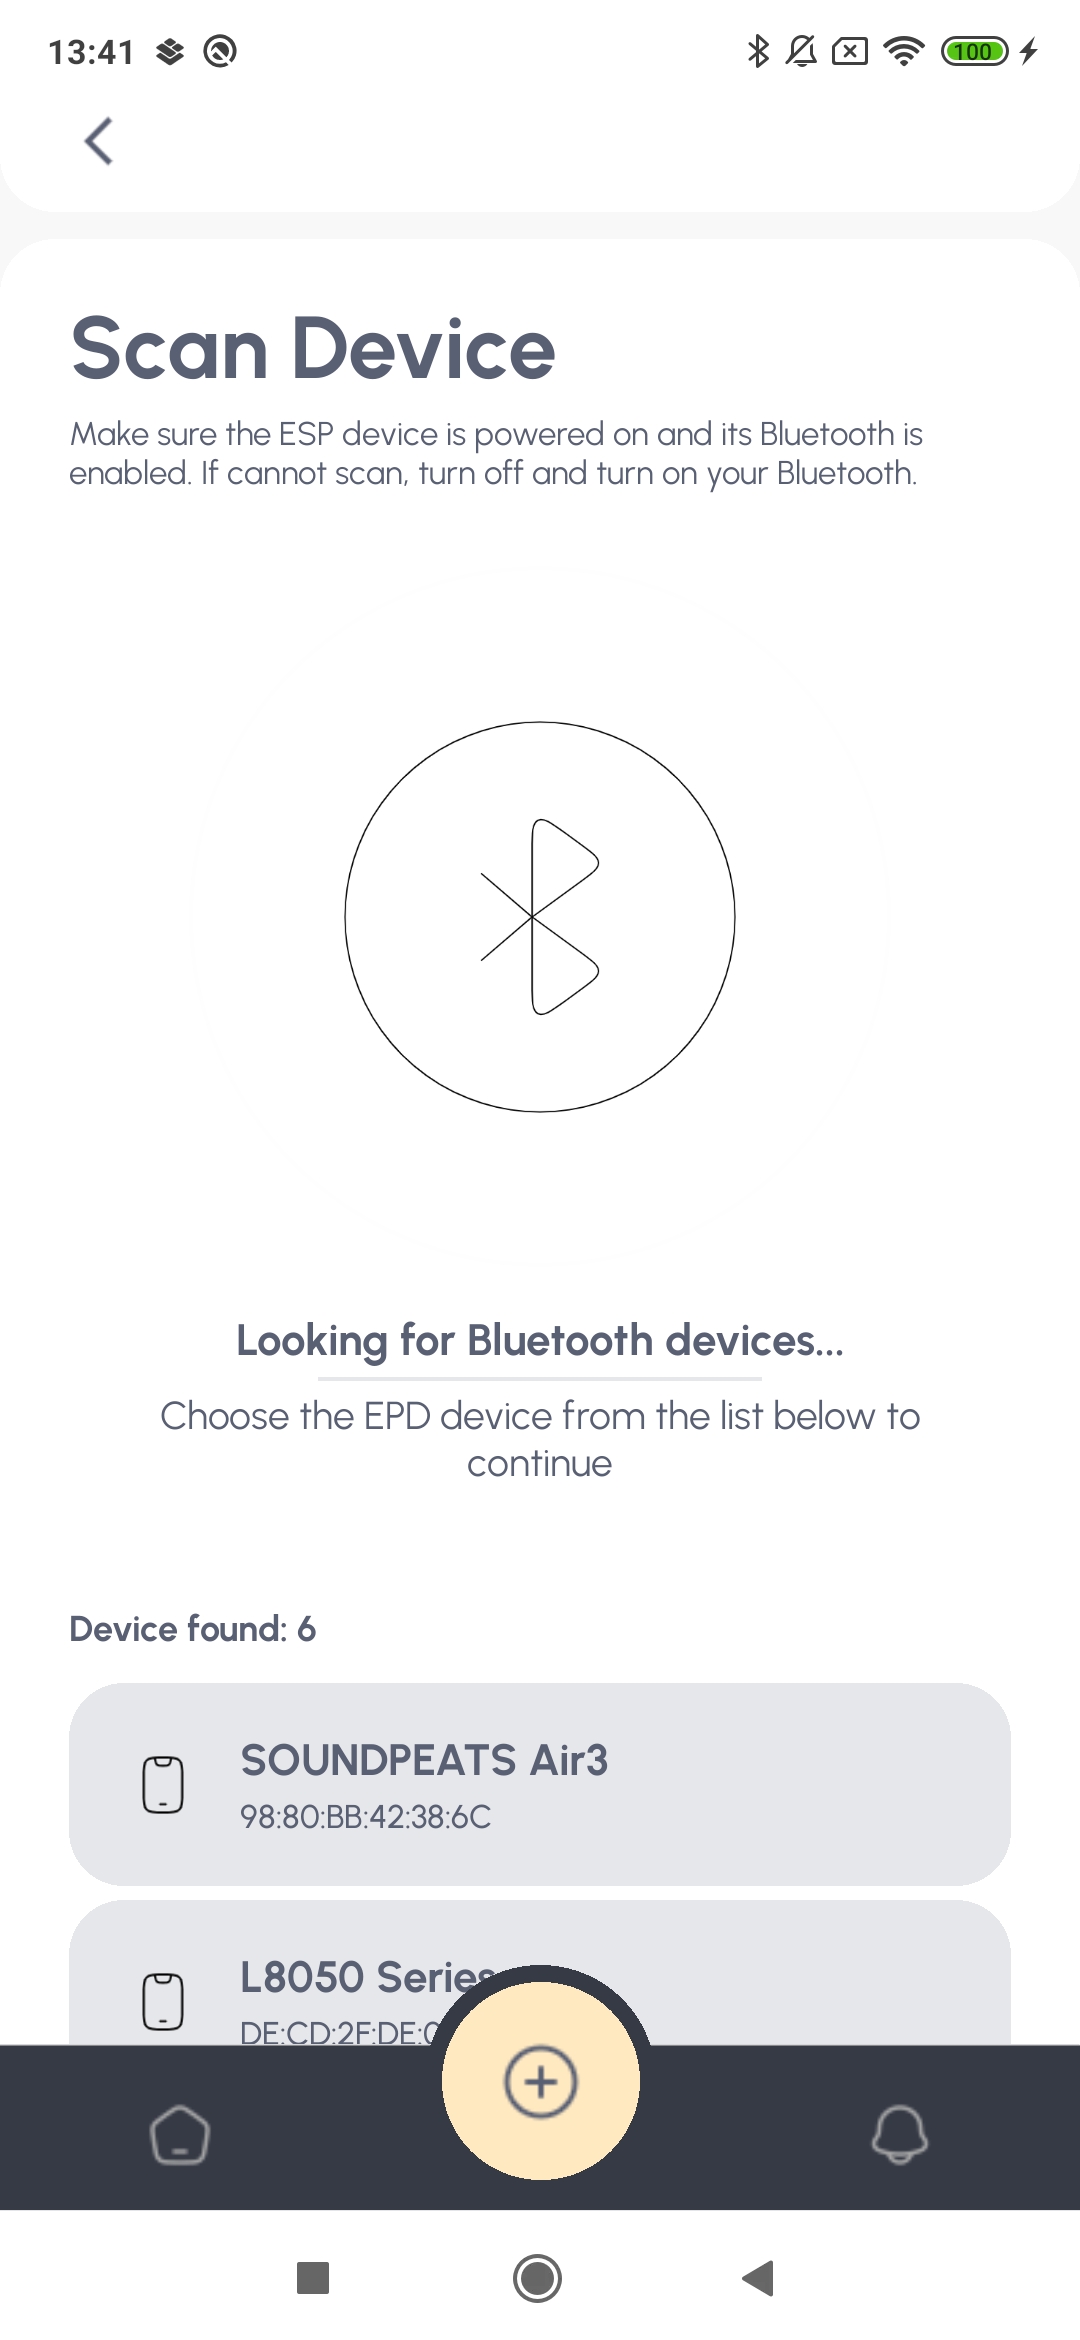 13:41
100
Scan Device
Make sure the ESP device is powered on and its Bluetooth is
enabled. If cannot scan, turn off and turn on your Bluetooth.
Looking for Bluetooth devices...
Choose the EPD device from the list below to
continue
Device found: 6
SOUNDPEATS Air3
98:80:BB:42:38:6C
L8050 Series
DE:CD:2F:DE: